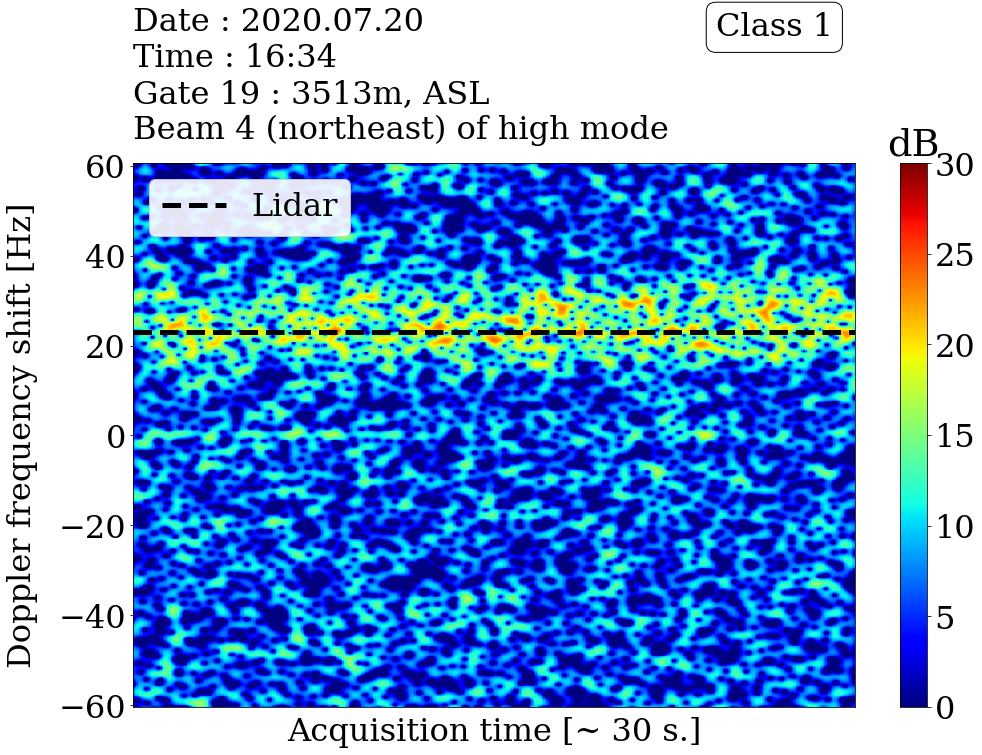 Date : 2020.07.20
Time : 16:34
Gate 19 : 3513m, ASL
Beam 4 (northeast) of high mode
Class 1
dB
Lidar
60
40
20
0
−20
−40
−60
Doppler frequency shift [Hz]
Acquisition time [~ 30 s.]
30
25
20
15
10
5
0